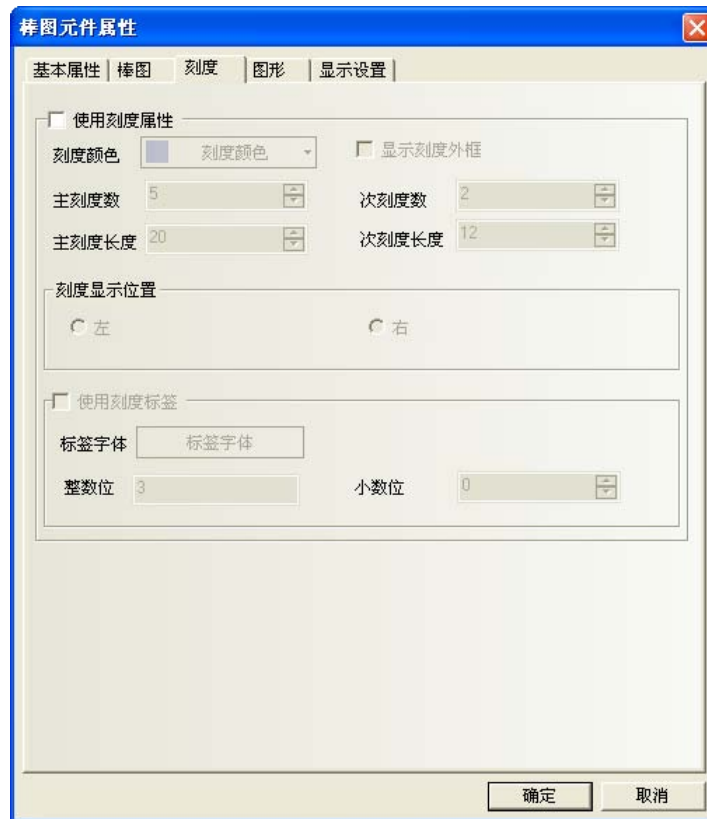 棒图元件属性
基本属性 棒图 刻度 图形 显示设置
使用刻度属性
刻度颜色 刻度颜色 显示刻度外框
主刻度数 5 次刻度数 2
主刻度长度 20 次刻度长度 12
刻度显示位置
左 右
使用刻度标签
标签字体 标签字体
整数位 3 小数位 0
确定 取消